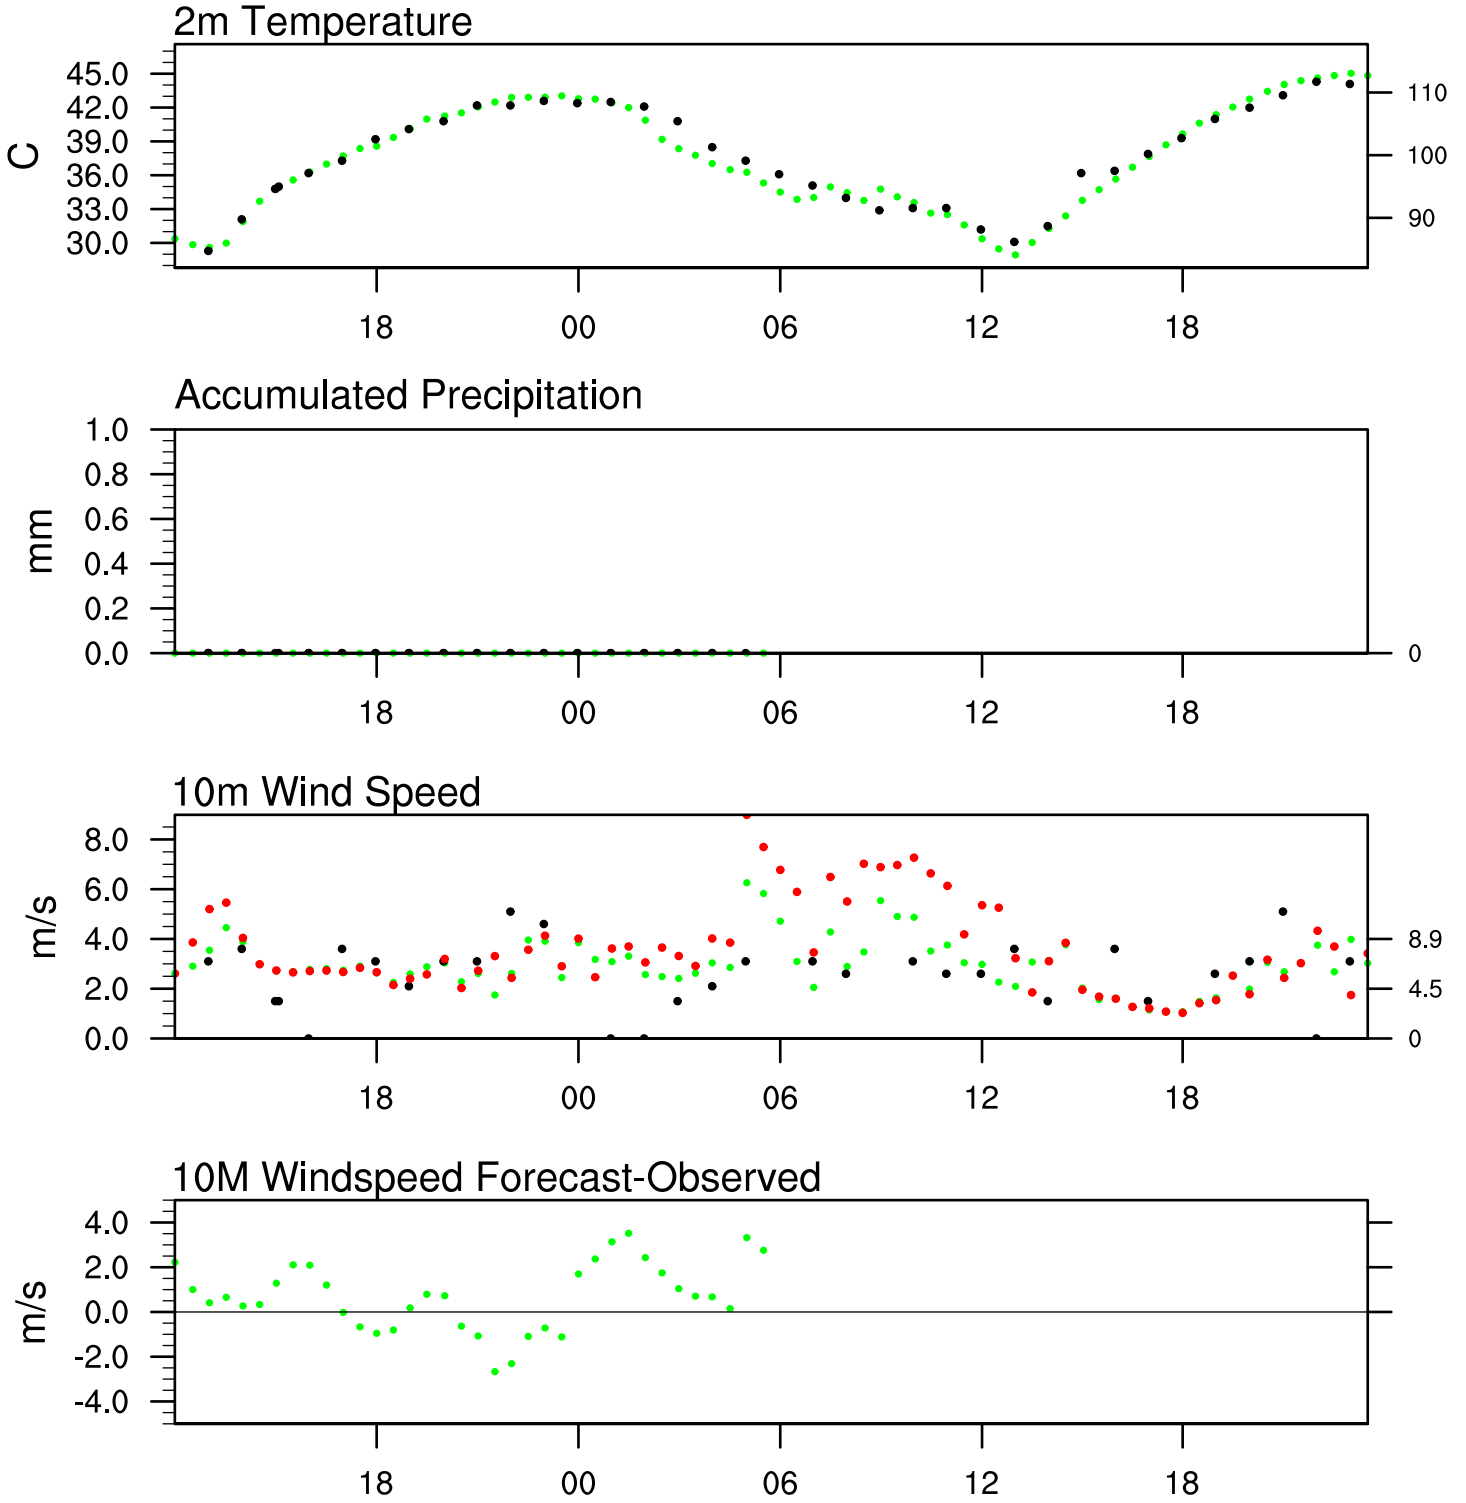 2m Temperature
45.0
42.0
39.0
36.0
33.0
30.0
C
110
100
90
18 00 06 12 18
Accumulated Precipitation
1.0
0.8
0.6
0.4
0.2
0.0
mm
0
18 00 06 12 18
10m Wind Speed
8.0
6.0
4.0
2.0
0.0
m/s
8.9
4.5
0
18 00 06 12 18
10M Windspeed Forecast-Observed
4.0
2.0
0.0
-2.0
-4.0
m/s
18 00 06 12 18